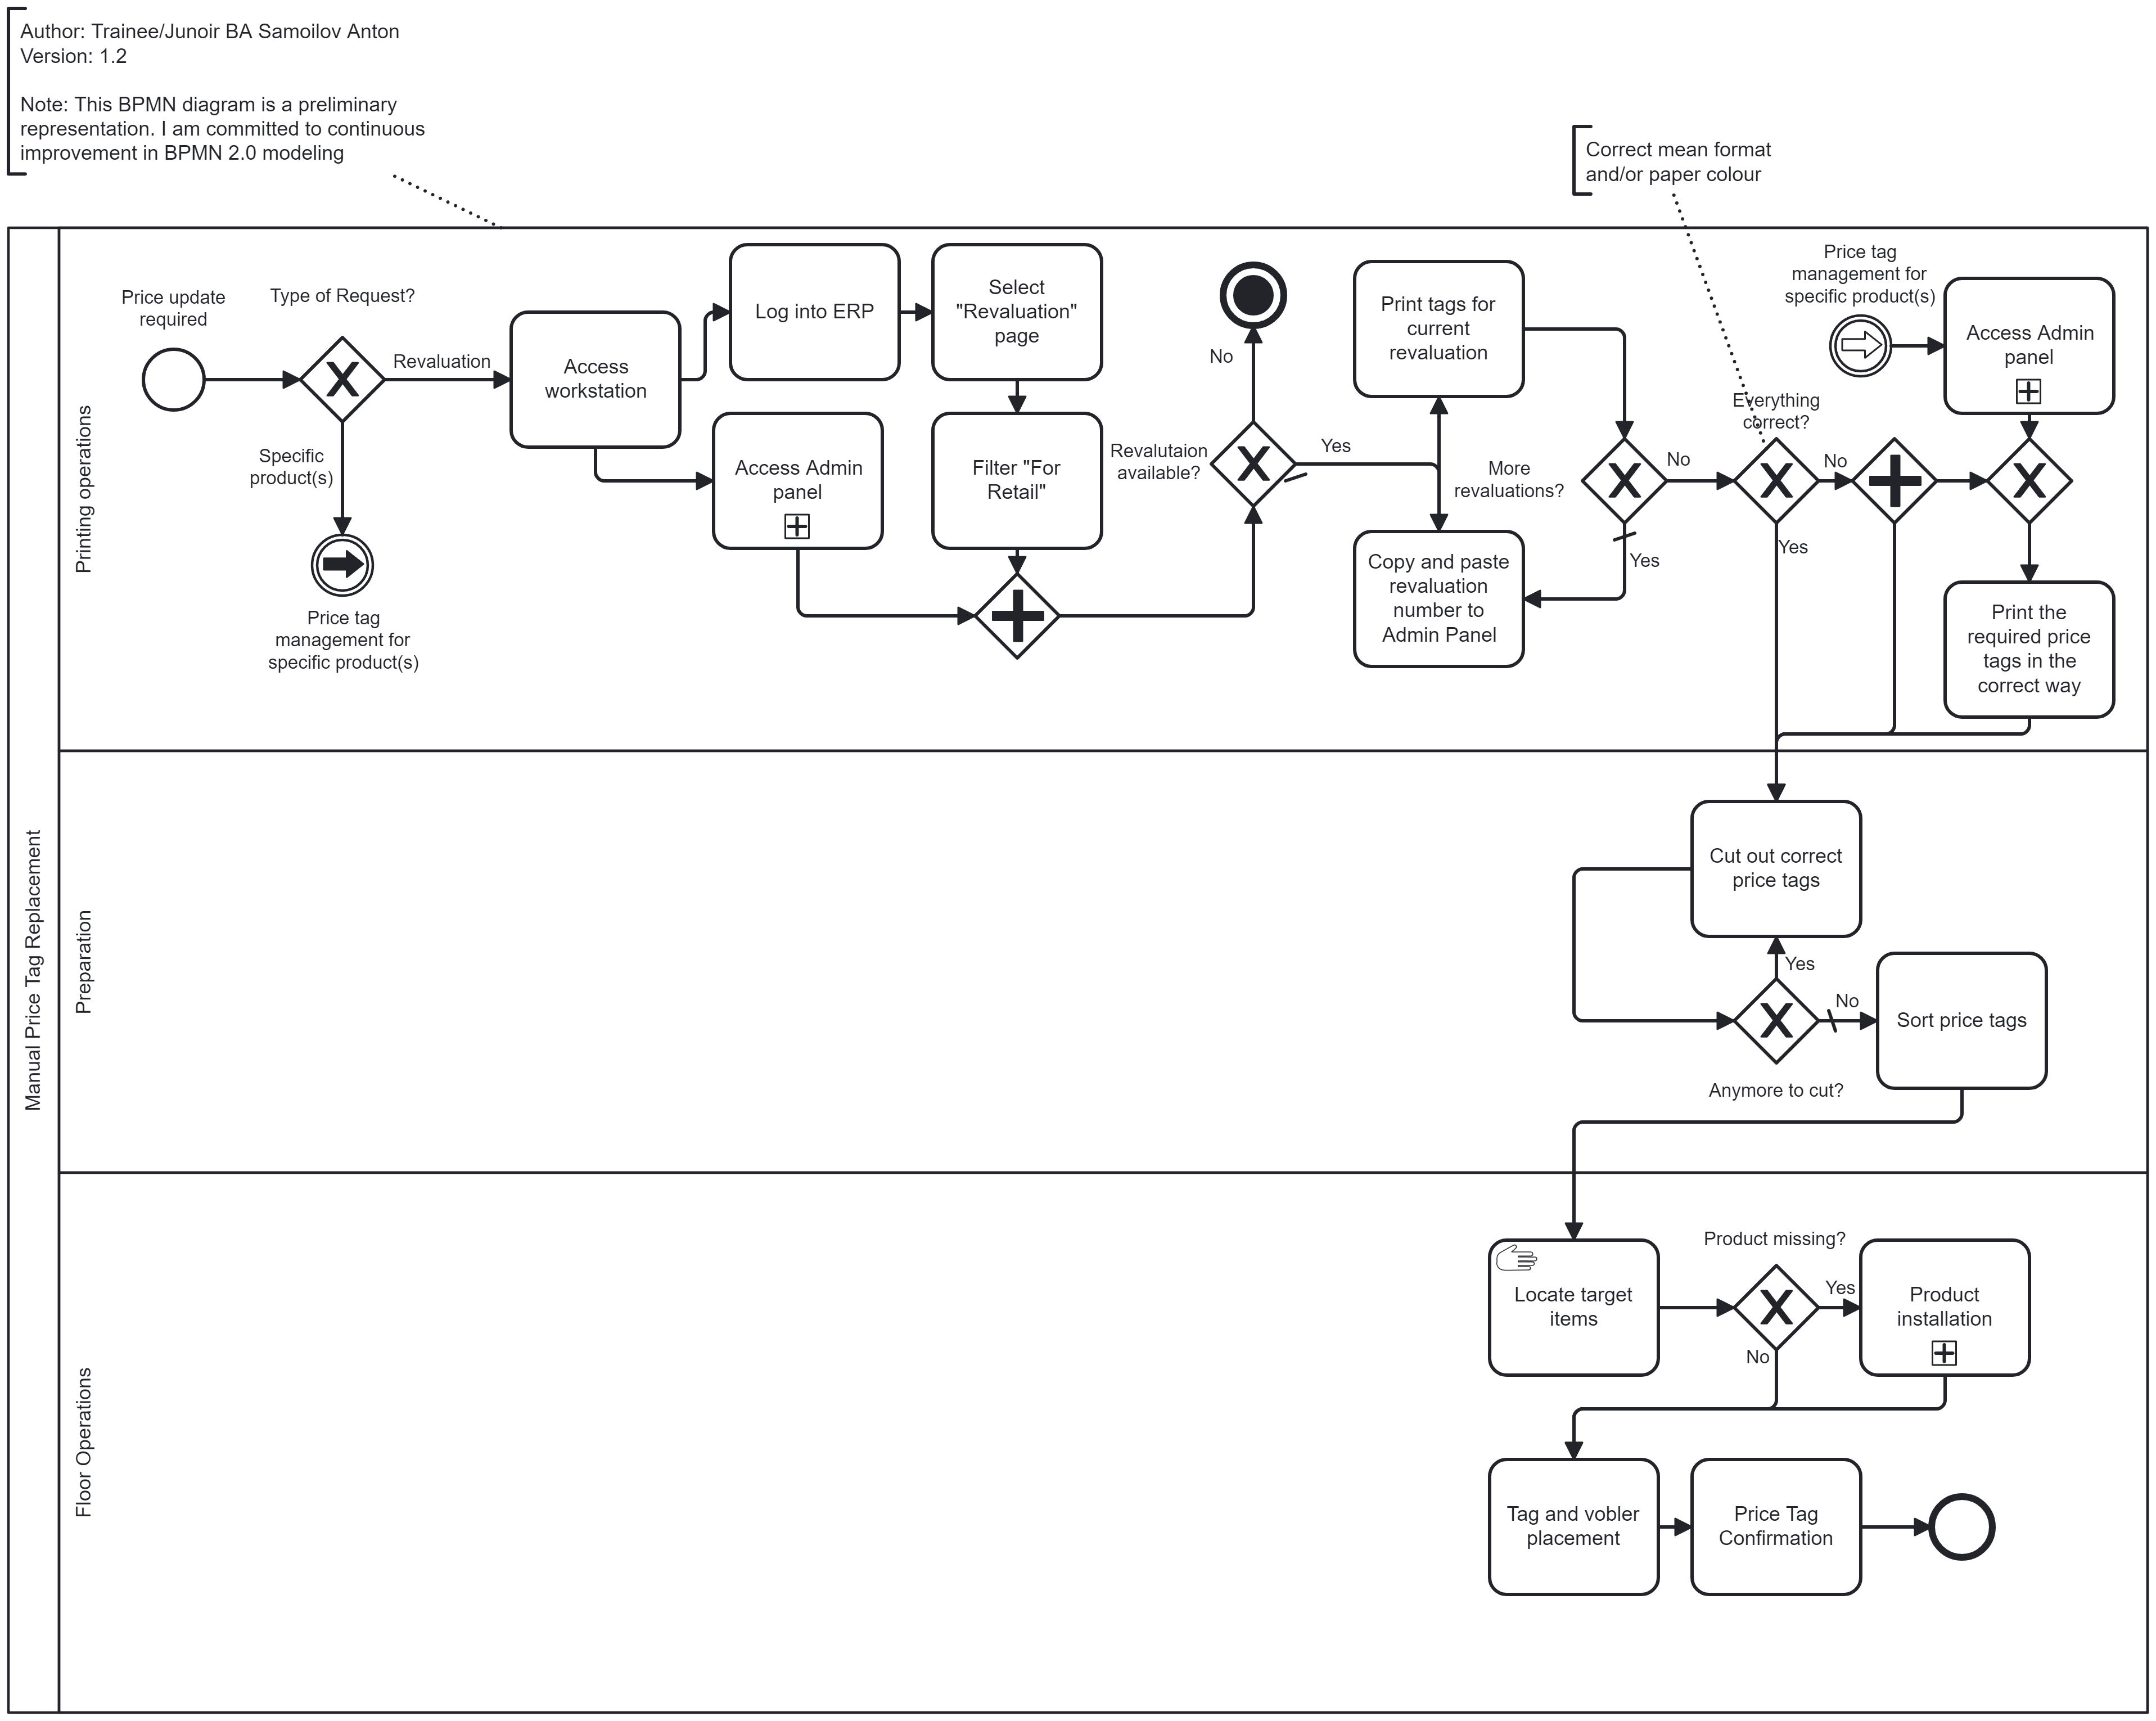 Author: Trainee/Junoir BA Samoilov Anton
Version: 1.2
Note: This BPMN diagram is a preliminary
representation. I am committed to continuous
improvement in BPMN 2.0 modeling
Correct mean format
and/or paper colour
Manual Price Tag Replacement
Printing operations
Price update
required
Type of Request?
Revaluation
Specific
product(s)
Price tag
management for
specific product(s)
Access
workstation
Log into ERP
Select
"Revaluation"
page
Access Admin
panel
Filter "For
Retail"
Revalutaion
available?
No
Yes
Print tags for
current
revaluation
Copy and paste
revaluation
number to
Admin Panel
More
revaluations?
No
Yes
Everything
correct?
No
Yes
Price tag
management for
specific product(s)
Access Admin
panel
Print the
required price
tags in the
correct way
Preparation
Cut out correct
price tags
Yes
No
Anymore to cut?
Sort price tags
Floor Operations
Locate target
items
Product missing?
Yes
No
Product
installation
Tag and vobler
placement
Price Tag
Confirmation